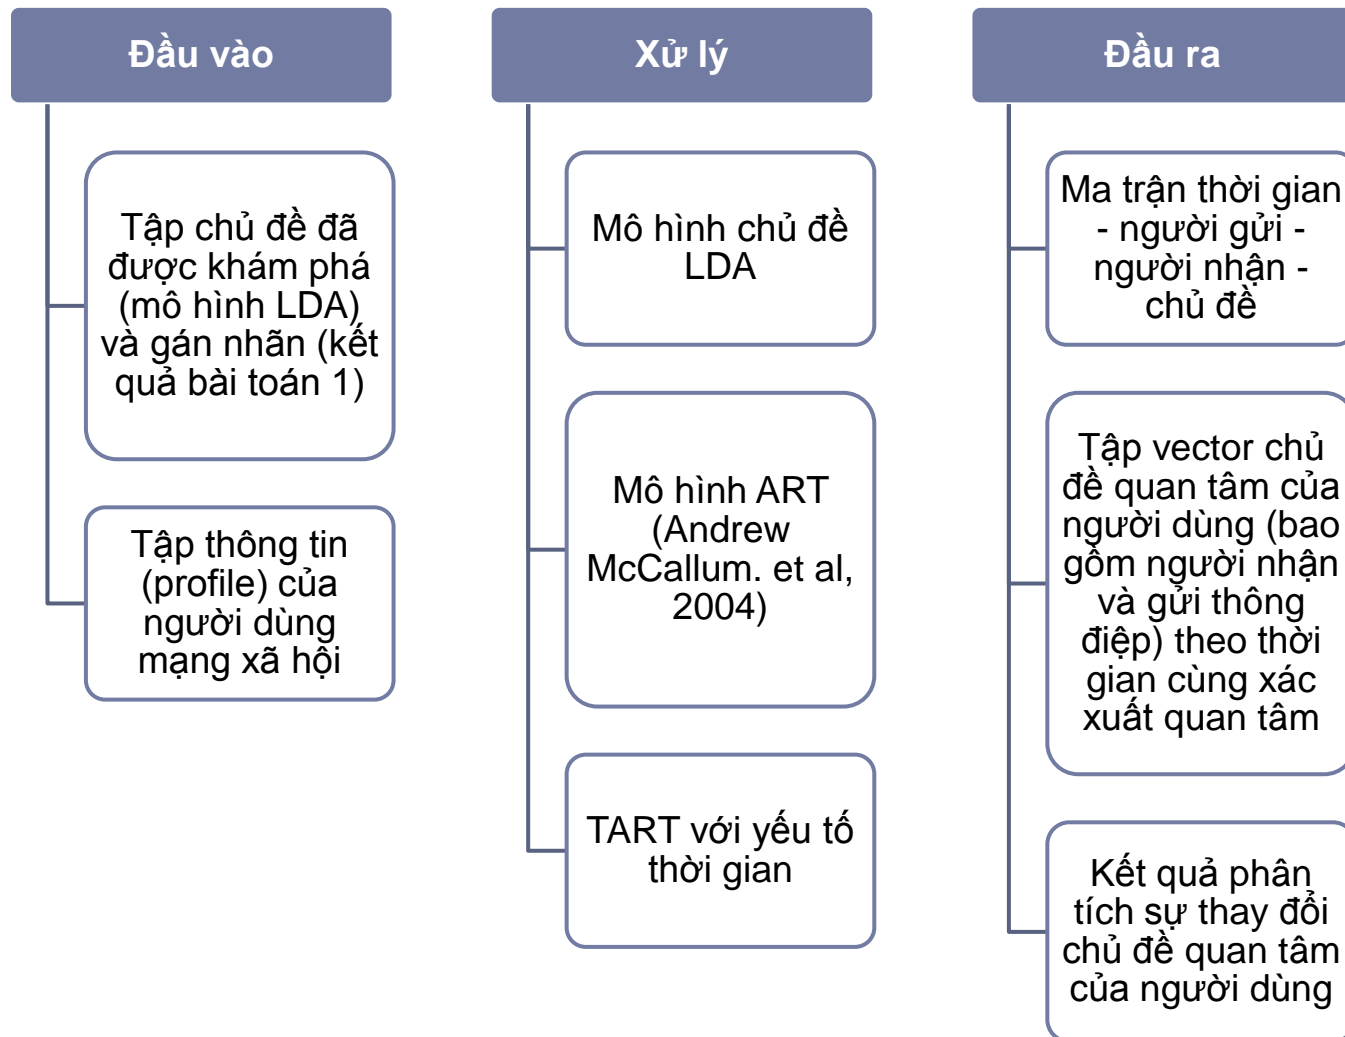 Đầu vào
Tập chủ đề đã
được khám phá
(mô hình LDA)
và gán nhãn (kết
quả bài toán 1)
Tập thông tin
(profile) của
người dùng
mạng xã hội
Xử lý
Mô hình chủ đề
LDA
Mô hình ART
(Andrew
McCallum. et al,
2004)
TART với yếu tố
thời gian
Đầu ra
Ma trận thời gian
- người gửi -
người nhận -
chủ đề
Tập vector chủ
đề quan tâm của
người dùng (bao
gồm người nhận
và gửi thông
điệp) theo thời
gian cùng xác
xuất quan tâm
Kết quả phân
tích sự thay đổi
chủ đề quan tâm
của người dùng